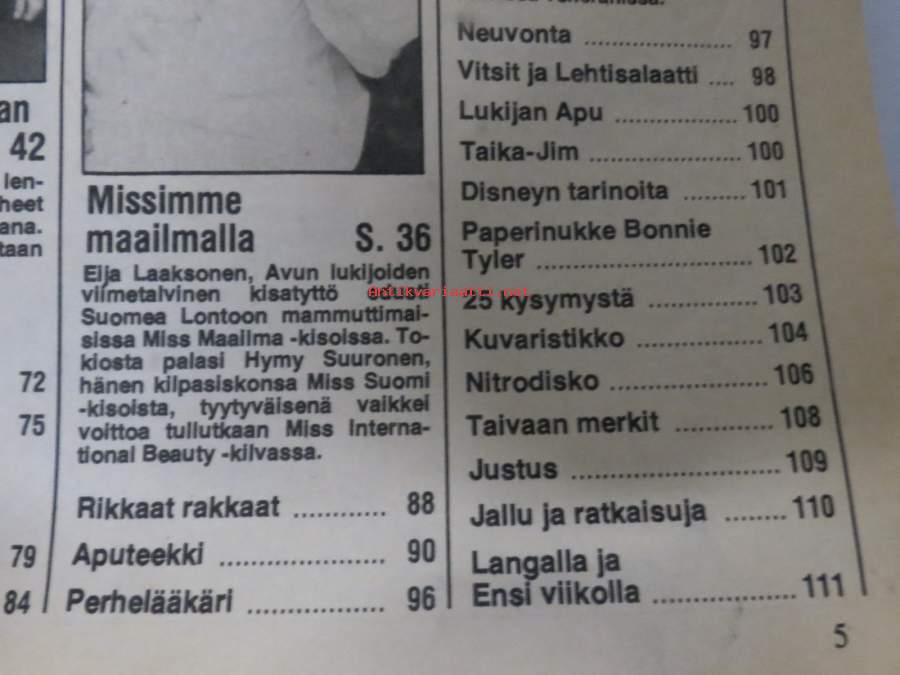 an
42
len-
heet
ana.
taan
72
75
79
84
Missimme
maailmalla S. 36
Eija Laaksonen, Avun lukijoiden
viimetalvinen kisatyttö
Suomea Lontoon mammuttimai-
sissa Miss Maailma -kisoissa. To-
kiosta palasi Hymy Suuronen,
hänen kilpasiskonsa Miss Suomi
-kisoista, tyytyväisenä vaikkei
voittoa tullutkaan Miss Interna-
tional Beauty -kilvassa.
Rikkaat rakkaat ............ 88
Aputeekki ..................... 90
Perhelääkäri ................. 96
Neuvonta ...................... 97
Vitsit ja Lehtisalaatti .... 98
Lukijan Apu ................ 100
Taika-Jim .................... 100
Disneyn tarinoita ......... 101
Paperinukke Bonnie
Tyler ............................ 102
25 kysymystä .............. 103
Kuvaristikko ................ 104
Nitrodisko .................... 106
Taivaan merkit ............. 108
Justus .......................... 109
Jallu ja ratkaisuja ........ 110
Langalla ja
Ensi viikolla .................. 111
5
Antikvariaatti.net